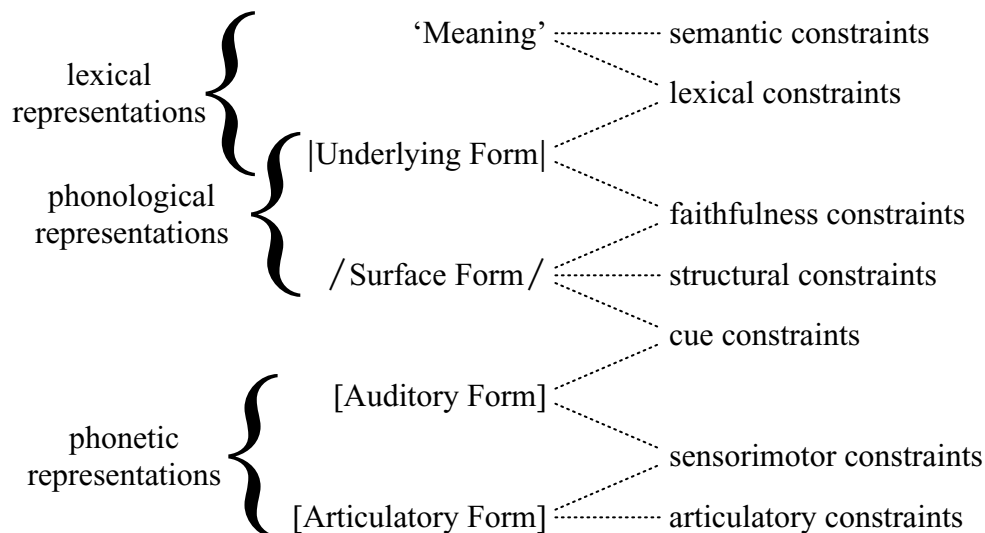 ‘Meaning’
semantic constraints
lexical
representations
lexical constraints
|Underlying Form|
phonological
representations
faithfulness constraints
/Surface Form/
structural constraints
cue constraints
[Auditory Form]
phonetic
representations
sensorimotor constraints
[Articulatory Form]
articulatory constraints